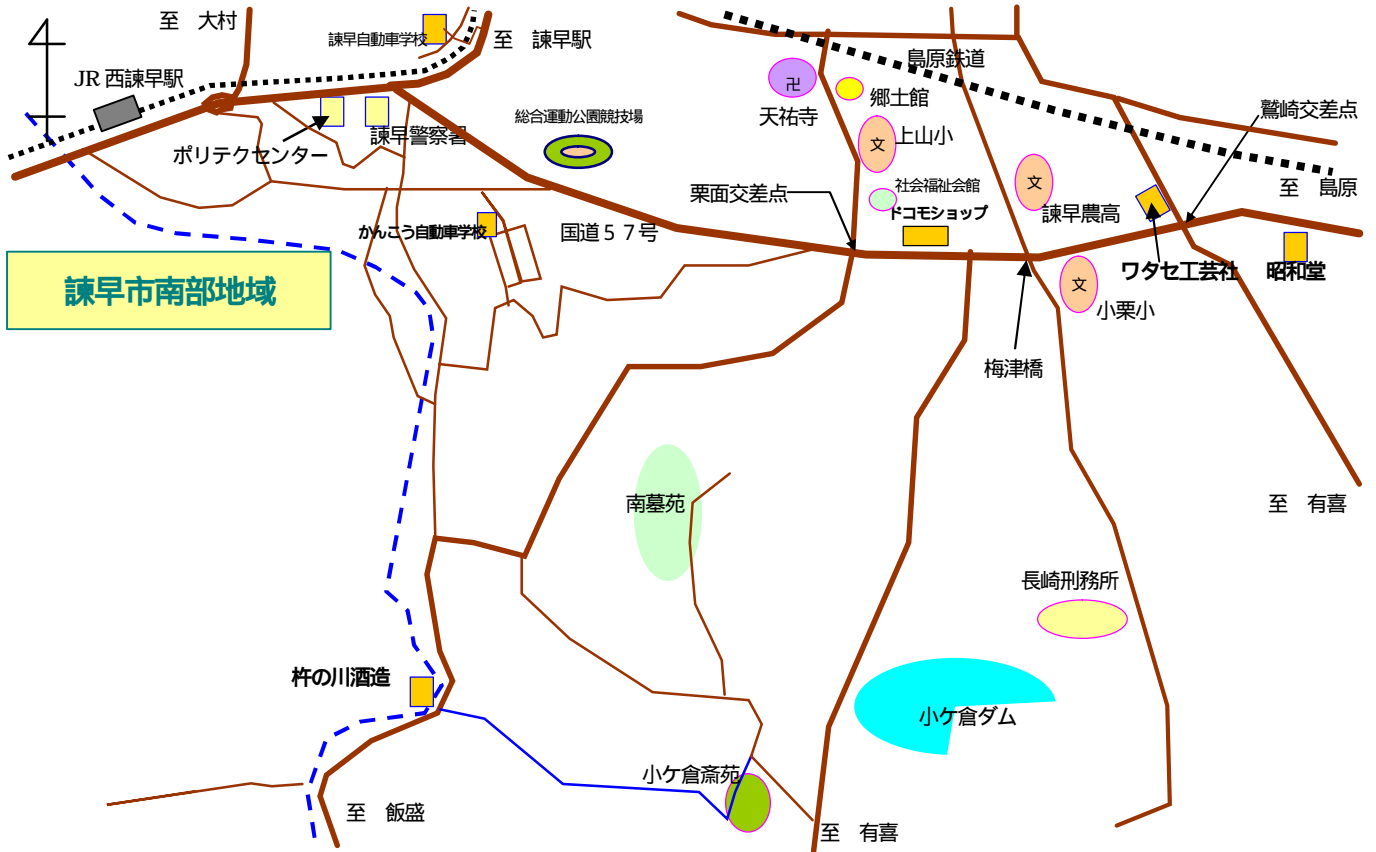 至　大村
諫早自動車学校
至　諫早駅
JR 西諫早駅
島原鉄道
卍
郷土館
天祐寺
総合運動公園競技場
鷲崎交差点
諫早警察署
ポリテクセンター
上山小
文
文
至　島原
社会福祉会館
栗面交差点
諫早農高
ドコモショップ
かんこう自動車学校
国道５７号
諫早市南部地域
ワタセ工芸社
昭和堂
文
小栗小
梅津橋
南墓苑
至　有喜
長崎刑務所
杵の川酒造
小ケ倉ダム
小ケ倉斎苑
至　飯盛
至　有喜